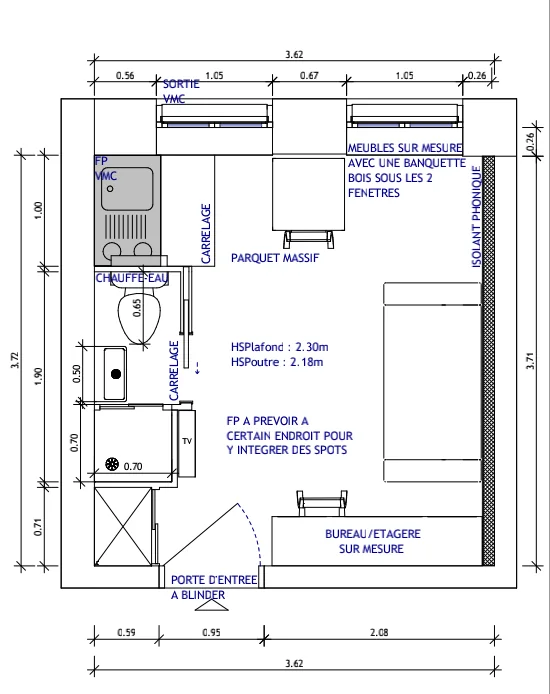 3.62
0.56
1.05
0.67
1.05
0.26
SORTIE
VMC
0.26
MEUBLES SUR MESURE
AVEC UNE BANQUETTE
BOIS SOUS LES 2
FENETRES
FP
VMC
ISOLANT PHONIQUE
1.00
CARRELAGE
PARQUET MASSIF
CHAUFFE-EAU
0.65
HSPlafond : 2.30m
HSPoutre : 2.18m
3.72
1.90
0.50
CARRELAGE
3.71
FP A PREVOIR A
CERTAIN ENDROIT POUR
Y INTEGRER DES SPOTS
TV
0.70
0.70
0.71
BUREAU/ETAGERE
SUR MESURE
PORTE D'ENTREE
A BLINDER
0.59
0.95
2.08
3.62